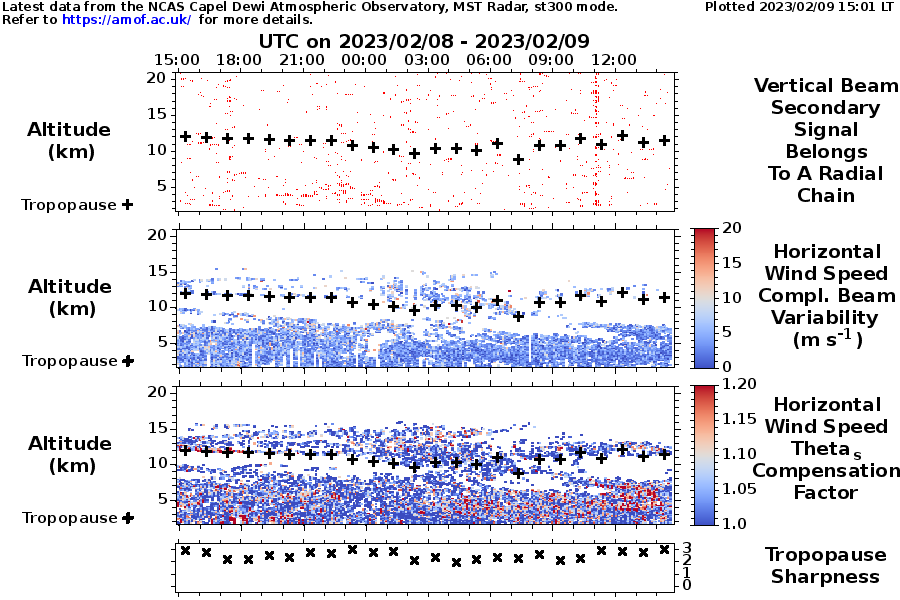 Latest data from the NCAS Capel Dewi Atmospheric Observatory, MST Radar, st300 mode.
Plotted 2023/02/09 15:01 LT
Refer to https://amof.ac.uk/ for more details.
UTC on 2023/02/08 - 2023/02/09
15:00 18:00 21:00 00:00 03:00 06:00 09:00 12:00
20
15
10
5
Altitude
(km)
Tropopause
Vertical Beam
Secondary
Signal
Belongs
To A Radial
Chain
20
15
10
5
Altitude
(km)
Tropopause
20
15
10
5
0
Horizontal
Wind Speed
Compl. Beam
Variability
(m s-1)
20
15
10
5
Altitude
(km)
Tropopause
1.20
1.15
1.10
1.05
1.0
Horizontal
Wind Speed
Theta s
Compensation
Factor
3
2
1
0
Tropopause
Sharpness